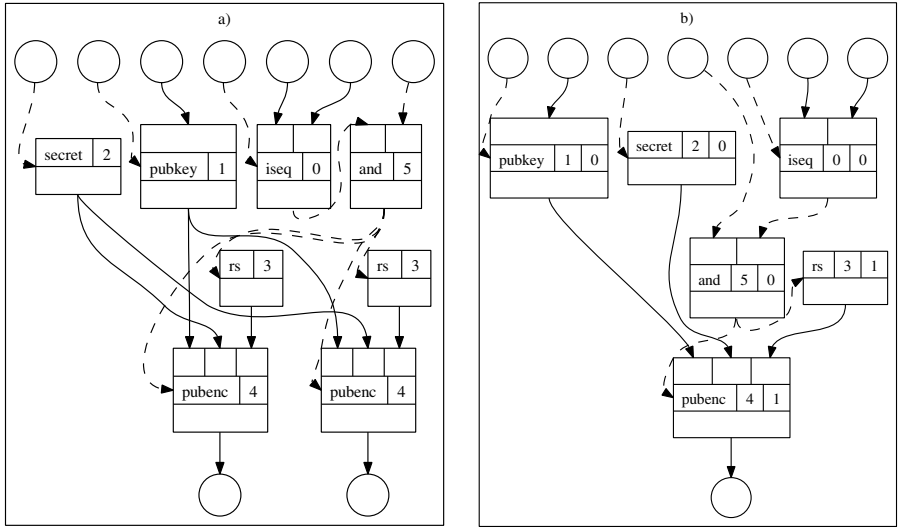 a)
secret 2
pubkey 1
iseq 0
and 5
rs 3
rs 3
pubenc 4
pubenc 4
b)
pubkey 1 0
secret 2 0
iseq 0 0
and 5 0
rs 3 1
pubenc 4 1